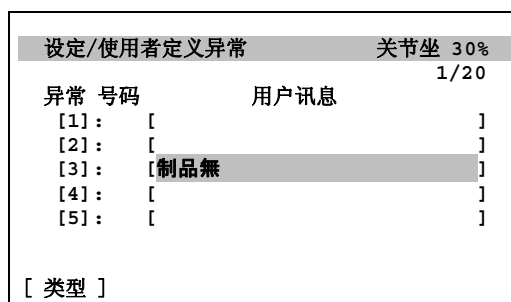 设定/使用者定义异常 关节坐 30%
1/20
异常 号码 用户讯息
[1]: [ ]
[2]: [ ]
[3]: [制品無 ]
[4]: [ ]
[5]: [ ]
[ 类型 ]